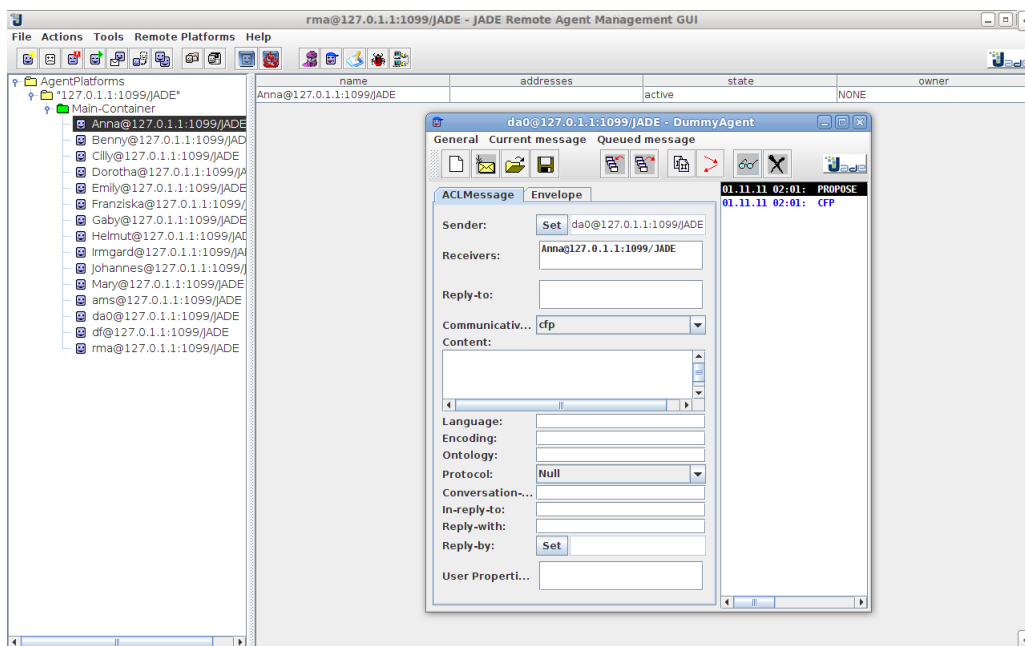 rma@127.0.1.1:1099/JADE - JADE Remote Agent Management GUI
File Actions Tools Remote Platforms Help
AgentPlatforms
"127.0.1.1:1099/JADE"
Main-Container
Anna@127.0.1.1:1099/JADE
Benny@127.0.1.1:1099/JAD
Cilly@127.0.1.1:1099/JADE
Dorotha@127.0.1.1:1099/JA
Emily@127.0.1.1:1099/JADE
Franziska@127.0.1.1:1099/
Gaby@127.0.1.1:1099/JADE
Helmut@127.0.1.1:1099/JAD
Irmgard@127.0.1.1:1099/JA
Johannes@127.0.1.1:1099/J
Mary@127.0.1.1:1099/JADE
ams@127.0.1.1:1099/JADE
da0@127.0.1.1:1099/JADE
df@127.0.1.1:1099/JADE
rma@127.0.1.1:1099/JADE
name addresses state owner
Anna@127.0.1.1:1099/JADE active NONE
da0@127.0.1.1:1099/JADE - DummyAgent
General Current message Queued message
Jade
ACLMessage Envelope
Sender: Set da0@127.0.1.1:1099/JADE
Receivers: Anna@127.0.1.1:1099/JADE
Reply-to:
Communicativ... cfp
Content:
Language:
Encoding:
Ontology:
Protocol: Null
Conversation-...
In-reply-to:
Reply-with:
Reply-by: Set
User Properti...
01.11.11 02:01: PROPOSE
01.11.11 02:01: CFP